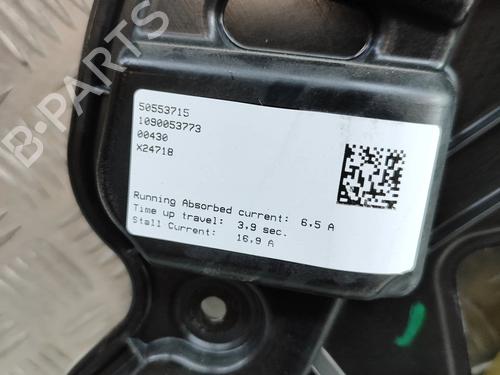 B-PARTS
50553715
1090053773
00430
X24718
Running Absorbed current: 6,5 A
Time up travel: 3,9 sec.
Stall Current: 16,9 A